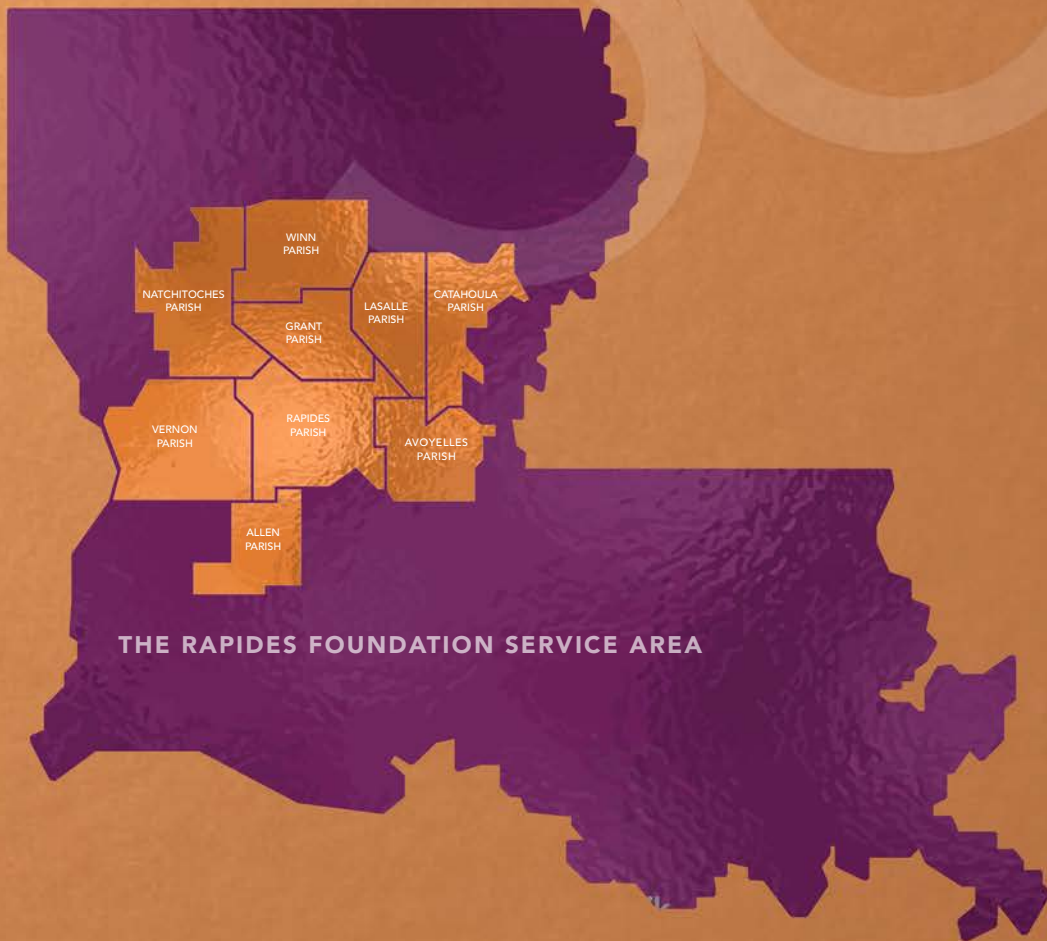 WINN
PARISH
NATCHITOCHES
PARISH
LASALLE
PARISH
CATAHOULA
PARISH
GRANT
PARISH
VERNON
PARISH
RAPIDES
PARISH
AVOYELLES
PARISH
ALLEN
PARISH
THE RAPIDES FOUNDATION SERVICE AREA